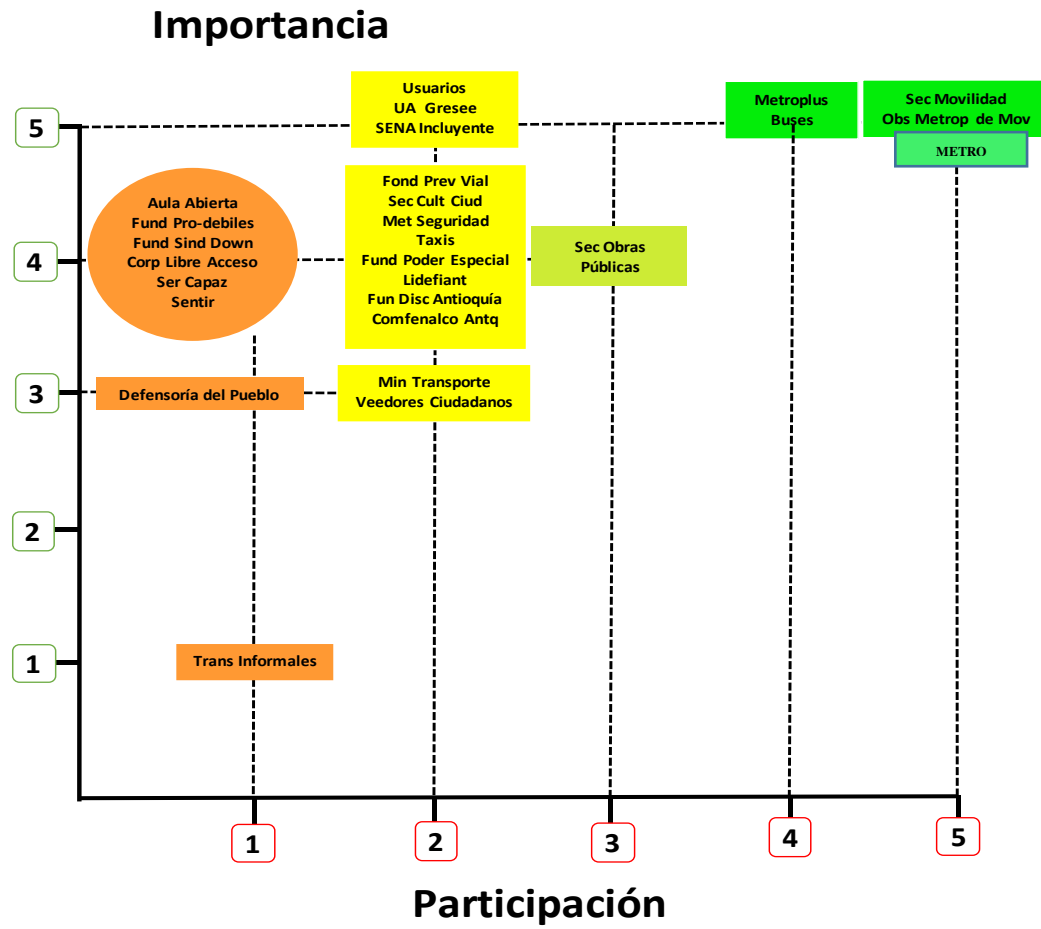 Importancia
5
Usuarios
UA Gresee
SENA Incluyente
Metroplus
Buses
Sec Movilidad
Obs Metrop de Mov
METRO
4
Aula Abierta
Fund Pro-debiles
Fund Sind Down
Corp Libre Acceso
Ser Capaz
Sentir
Fond Prev Vial
Sec Cult Ciud
Met Seguridad
Taxis
Fund Poder Especial
Lidefiant
Fun Disc Antioquía
Comfenalco Antq
Sec Obras
Públicas
3
Defensoría del Pueblo
Min Transporte
Veedores Ciudadanos
2
1
Trans Informales
1
2
3
4
5
Participación